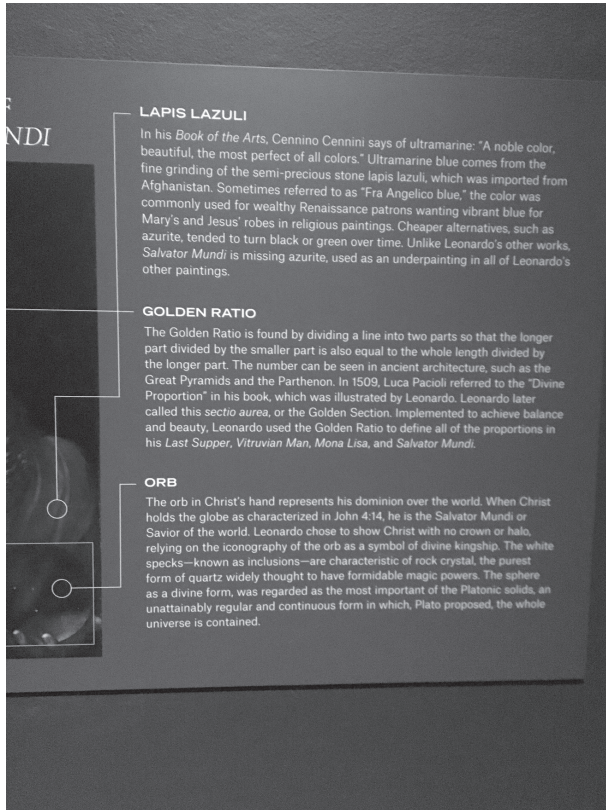 NDI
LAPIS LAZULI
In his Book of the Arts, Cennino Cennini says of ultramarine: “A noble color,
beautiful, the most perfect of all colors.” Ultramarine blue comes from the
fine grinding of the semi-precious stone lapis lazuli, which was imported from
Afghanistan. Sometimes referred to as “Fra Angelico blue,” the color was
commonly used for wealthy Renaissance patrons wanting vibrant blue for
Mary’s and Jesus’ robes in religious paintings. Cheaper alternatives, such as
azurite, tended to turn black or green over time. Unlike Leonardo’s other works,
Salvator Mundi is missing azurite, used as an underpainting in all of Leonardo’s
other paintings.
GOLDEN RATIO
The Golden Ratio is found by dividing a line into two parts so that the longer
part divided by the smaller part is also equal to the whole length divided by
the longer part. The number can be seen in ancient architecture, such as the
Great Pyramids and the Parthenon. In 1509, Luca Pacioli referred to the “Divine
Proportion” in his book, which was illustrated by Leonardo. Leonardo later
called this sectio aurea, or the Golden Section. Implemented to achieve balance
and beauty, Leonardo used the Golden Ratio to define all of the proportions in
his Last Supper, Vitruvian Man, Mona Lisa, and Salvator Mundi.
ORB
The orb in Christ’s hand represents his dominion over the world. When Christ
holds the globe as characterized in John 4:14, he is the Salvator Mundi or
Savior of the world. Leonardo chose to show Christ with no crown or halo,
relying on the iconography of the orb as a symbol of divine kingship. The white
specks—known as inclusions—are characteristic of rock crystal, the purest
form of quartz widely thought to have formidable magic powers. The sphere
as a divine form, was regarded as the most important of the Platonic solids, an
unattainably regular and continuous form in which, Plato proposed, the whole
universe is contained.